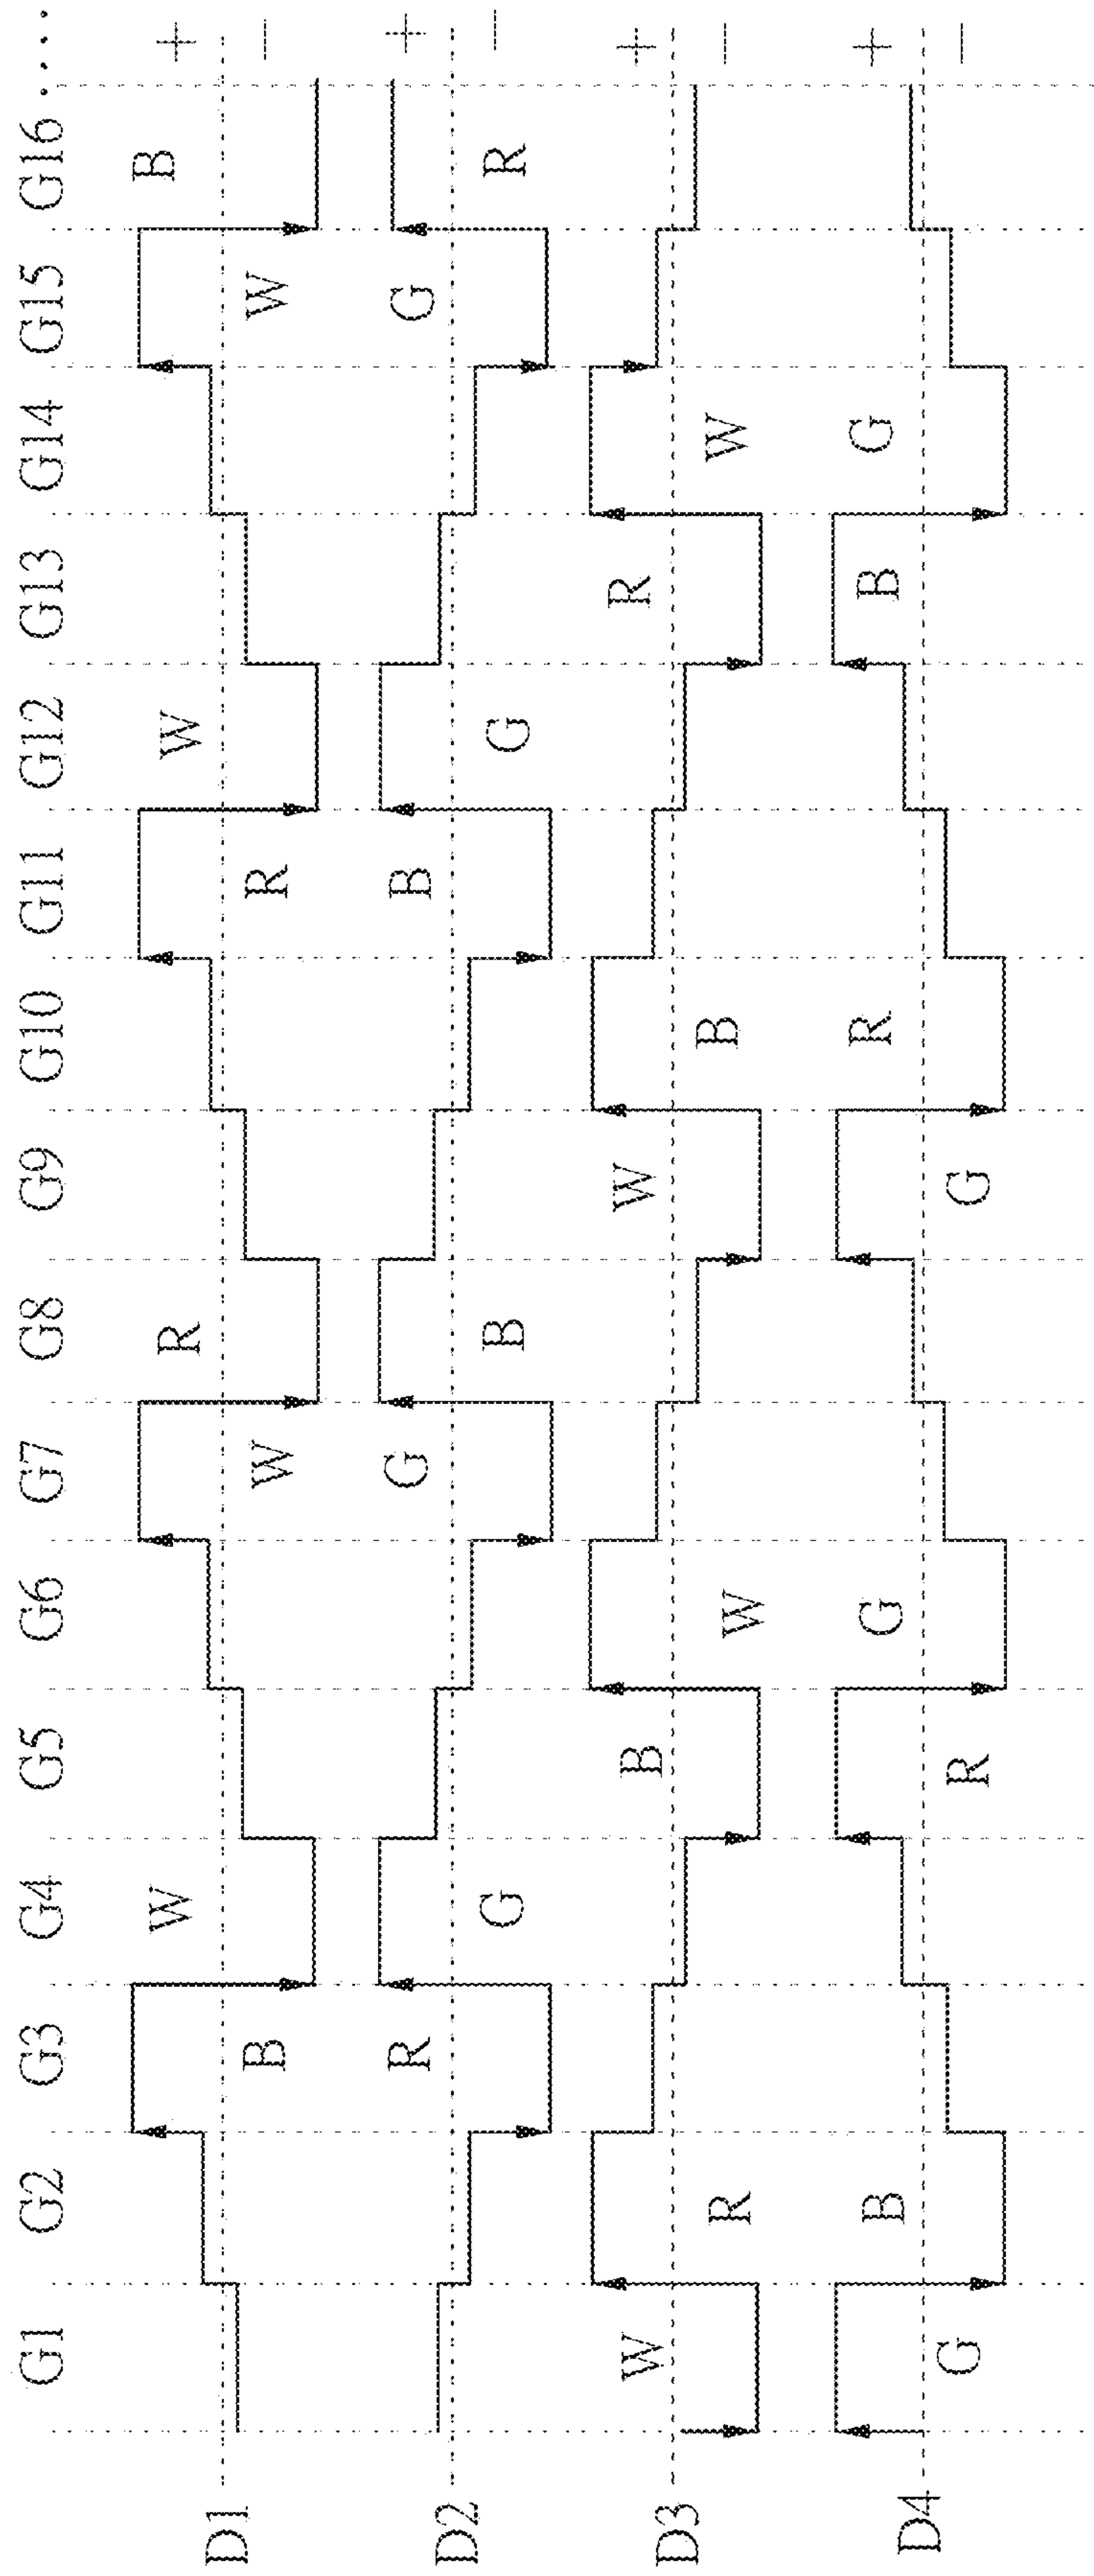 G1 G2 G3 G4 G5 G6 G7 G8 G9 G10 G11 G12 G13 G14 G15 G16 ....
D1 B W W R R W W B + −
D2 R G G B B G G R + −
D3 W R B W W B R W + −
D4 G B R G G R B G + −